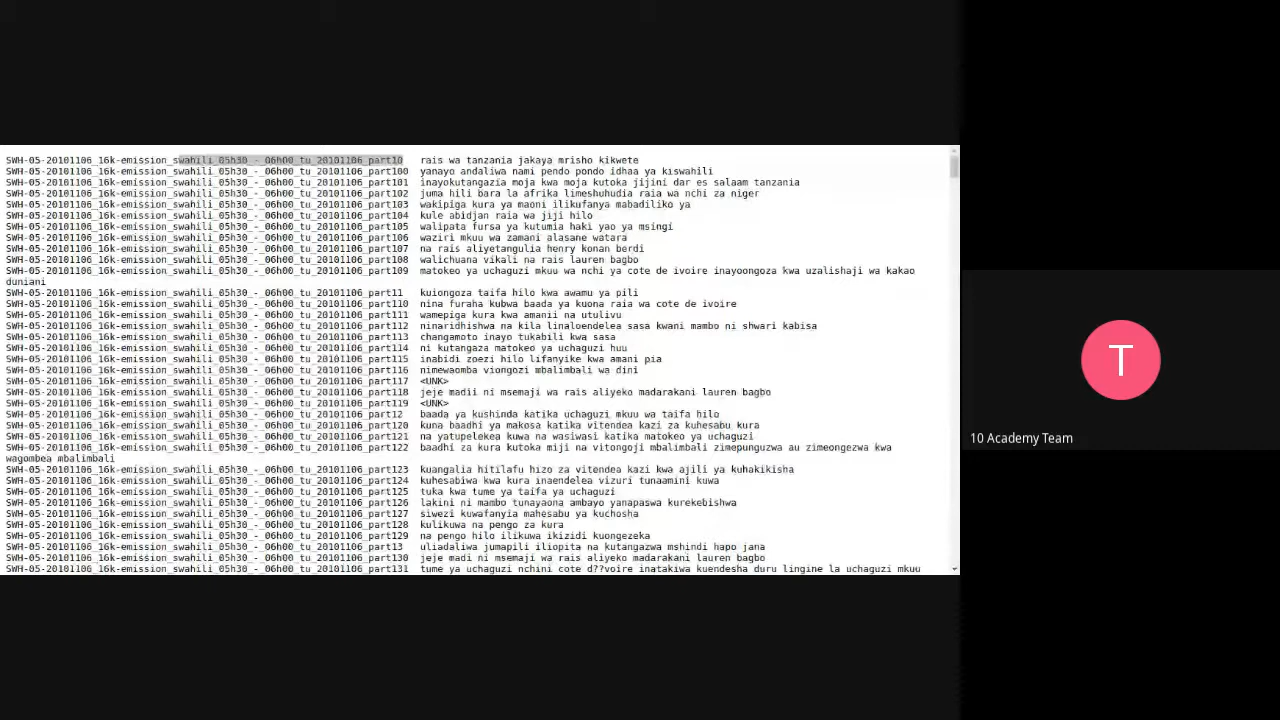 SWH-05-20101106_16k-emission_swahili_05h30_-_06h00_tu_20101106_part10 rais wa tanzania jakaya mrisho kikwete
SWH-05-20101106_16k-emission_swahili_05h30_-_06h00_tu_20101106_part100 yanayo andaliwa nami pendo pondo idhaa ya kiswahili
SWH-05-20101106_16k-emission_swahili_05h30_-_06h00_tu_20101106_part101 inayokutangazia moja kwa moja kutoka jijini dar es salaam tanzania
SWH-05-20101106_16k-emission_swahili_05h30_-_06h00_tu_20101106_part102 juma hili bara la afrika limeshuhudia raia wa nchi za niger
SWH-05-20101106_16k-emission_swahili_05h30_-_06h00_tu_20101106_part103 wakipiga kura ya maoni ilikufanya mabadiliko ya
SWH-05-20101106_16k-emission_swahili_05h30_-_06h00_tu_20101106_part104 kule abidjan raia wa jiji hilo
SWH-05-20101106_16k-emission_swahili_05h30_-_06h00_tu_20101106_part105 walipata fursa ya kutumia haki yao ya msingi
SWH-05-20101106_16k-emission_swahili_05h30_-_06h00_tu_20101106_part106 waziri mkuu wa zamani alasane watara
SWH-05-20101106_16k-emission_swahili_05h30_-_06h00_tu_20101106_part107 na rais aliyetangulia henry konan berdi
SWH-05-20101106_16k-emission_swahili_05h30_-_06h00_tu_20101106_part108 walichuana vikali na rais lauren bagbo
SWH-05-20101106_16k-emission_swahili_05h30_-_06h00_tu_20101106_part109 matokeo ya uchaguzi mkuu wa nchi ya cote de ivoire inayoongoza kwa uzalishaji wa kakao
duniani
SWH-05-20101106_16k-emission_swahili_05h30_-_06h00_tu_20101106_part11 kuiongoza taifa hilo kwa awamu ya pili
SWH-05-20101106_16k-emission_swahili_05h30_-_06h00_tu_20101106_part110 nina furaha kubwa baada ya kuona raia wa cote de ivoire
SWH-05-20101106_16k-emission_swahili_05h30_-_06h00_tu_20101106_part111 wamepiga kura kwa amanii na utulivu
SWH-05-20101106_16k-emission_swahili_05h30_-_06h00_tu_20101106_part112 ninaridhishwa na kila linaloendelea sasa kwani mambo ni shwari kabisa
SWH-05-20101106_16k-emission_swahili_05h30_-_06h00_tu_20101106_part113 changamoto inayo tukabili kwa sasa
SWH-05-20101106_16k-emission_swahili_05h30_-_06h00_tu_20101106_part114 ni kutangaza matokeo ya uchaguzi huu
SWH-05-20101106_16k-emission_swahili_05h30_-_06h00_tu_20101106_part115 inabidi zoezi hilo lifanyike kwa amani pia
SWH-05-20101106_16k-emission_swahili_05h30_-_06h00_tu_20101106_part116 nimewaomba viongozi mbalimbali wa dini
SWH-05-20101106_16k-emission_swahili_05h30_-_06h00_tu_20101106_part117 <UNK>
SWH-05-20101106_16k-emission_swahili_05h30_-_06h00_tu_20101106_part118 jeje madii ni msemaji wa rais aliyeko madarakani lauren bagbo
SWH-05-20101106_16k-emission_swahili_05h30_-_06h00_tu_20101106_part119 <UNK>
SWH-05-20101106_16k-emission_swahili_05h30_-_06h00_tu_20101106_part12 baada ya kushinda katika uchaguzi mkuu wa taifa hilo
SWH-05-20101106_16k-emission_swahili_05h30_-_06h00_tu_20101106_part120 kuna baadhi ya makosa katika vitendea kazi za kuhesabu kura
SWH-05-20101106_16k-emission_swahili_05h30_-_06h00_tu_20101106_part121 na yatupelekea kuwa na wasiwasi katika matokeo ya uchaguzi
SWH-05-20101106_16k-emission_swahili_05h30_-_06h00_tu_20101106_part122 baadhi za kura kutoka miji na vitongoji mbalimbali zimepunguzwa au zimeongezwa kwa
wagombea mbalimbali
SWH-05-20101106_16k-emission_swahili_05h30_-_06h00_tu_20101106_part123 kuangalia hitilafu hizo za vitendea kazi kwa ajili ya kuhakikisha
SWH-05-20101106_16k-emission_swahili_05h30_-_06h00_tu_20101106_part124 kuhesabiwa kwa kura inaendelea vizuri tunaamini kuwa
SWH-05-20101106_16k-emission_swahili_05h30_-_06h00_tu_20101106_part125 tuka kwa tume ya taifa ya uchaguzi
SWH-05-20101106_16k-emission_swahili_05h30_-_06h00_tu_20101106_part126 lakini ni mambo tunayaona ambayo yanapaswa kurekebishwa
SWH-05-20101106_16k-emission_swahili_05h30_-_06h00_tu_20101106_part127 siwezi kuwafanyia mahesabu ya kuchosha
SWH-05-20101106_16k-emission_swahili_05h30_-_06h00_tu_20101106_part128 kulikuwa na pengo za kura
SWH-05-20101106_16k-emission_swahili_05h30_-_06h00_tu_20101106_part129 na pengo hilo ilikuwa ikizidi kuongezeka
SWH-05-20101106_16k-emission_swahili_05h30_-_06h00_tu_20101106_part13 uliadaliwa jumapili iliopita na kutangazwa mshindi hapo jana
SWH-05-20101106_16k-emission_swahili_05h30_-_06h00_tu_20101106_part130 jeje madi ni msemaji wa rais aliyeko madarakani lauren bagbo
SWH-05-20101106_16k-emission_swahili_05h30_-_06h00_tu_20101106_part131 tume ya uchaguzi nchini cote d??voire inatakiwa kuendesha duru lingine la uchaguzi mkuu
T
10 Academy Team